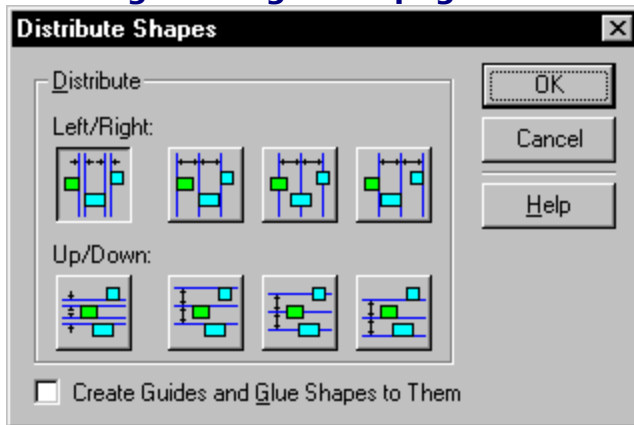 Distribute Shapes
Distribute
OK
Left/Right:
Cancel
Help
Up/Down:
Create Guides and Glue Shapes to Them